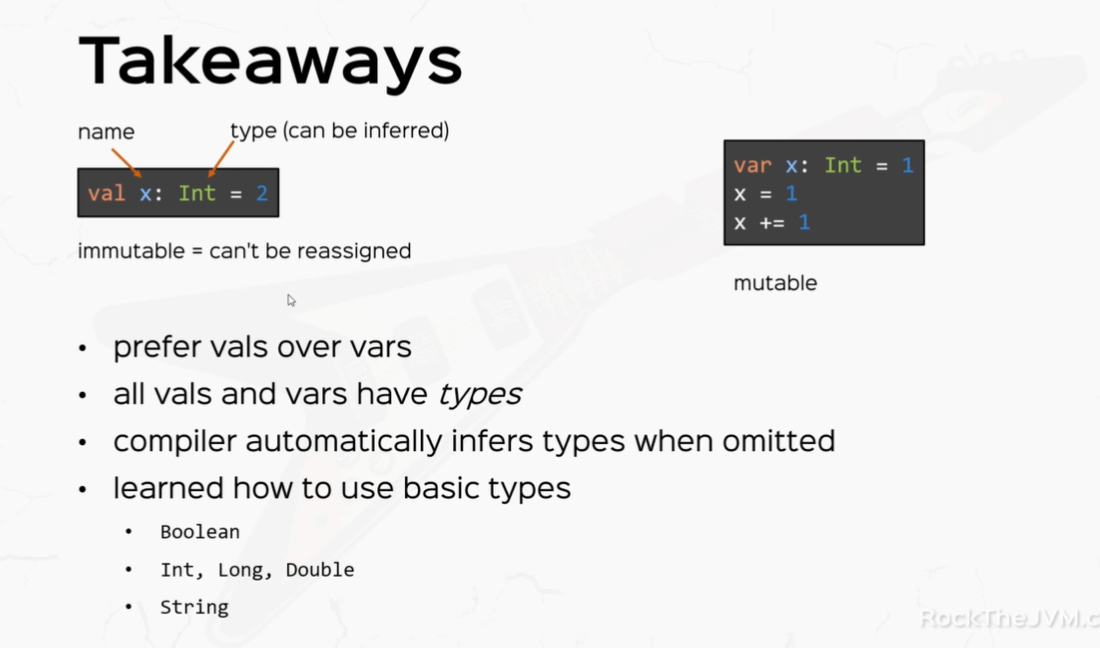 Takeaways
name
type (can be inferred)
val x: Int = 2
immutable = can't be reassigned
var x: Int = 1
x = 1
x += 1
mutable
• prefer vals over vars
• all vals and vars have types
• compiler automatically infers types when omitted
• learned how to use basic types
• Boolean
• Int, Long, Double
• String
RockTheJVM.c